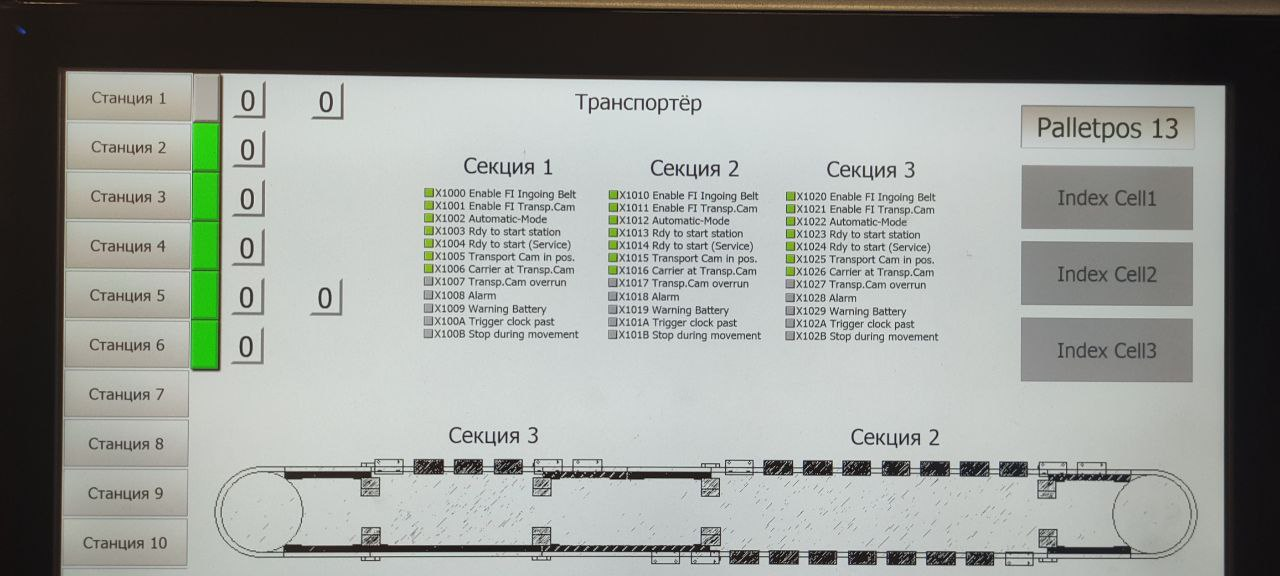 Станция 1
0
0
Станция 2
0
Станция 3
0
Станция 4
0
Станция 5
0
0
Станция 6
0
Станция 7
Станция 8
Станция 9
Станция 10
Транспортёр
Секция 1
X1000 Enable FI Ingoing Belt
X1001 Enable FI Transp.Cam
X1002 Automatic-Mode
X1003 Rdy to start station
X1004 Rdy to start (Service)
X1005 Transport Cam in pos.
X1006 Carrier at Transp.Cam
X1007 Transp.Cam overrun
X1008 Alarm
X1009 Warning Battery
X100A Trigger clock past
X100B Stop during movement
Секция 2
X1010 Enable FI Ingoing Belt
X1011 Enable FI Transp.Cam
X1012 Automatic-Mode
X1013 Rdy to start station
X1014 Rdy to start (Service)
X1015 Transport Cam in pos.
X1016 Carrier at Transp.Cam
X1017 Transp.Cam overrun
X1018 Alarm
X1019 Warning Battery
X101A Trigger clock past
X101B Stop during movement
Секция 3
X1020 Enable FI Ingoing Belt
X1021 Enable FI Transp.Cam
X1022 Automatic-Mode
X1023 Rdy to start station
X1024 Rdy to start (Service)
X1025 Transport Cam in pos.
X1026 Carrier at Transp.Cam
X1027 Transp.Cam overrun
X1028 Alarm
X1029 Warning Battery
X102A Trigger clock past
X102B Stop during movement
Palletpos 13
Index Cell1
Index Cell2
Index Cell3
Секция 3
Секция 2